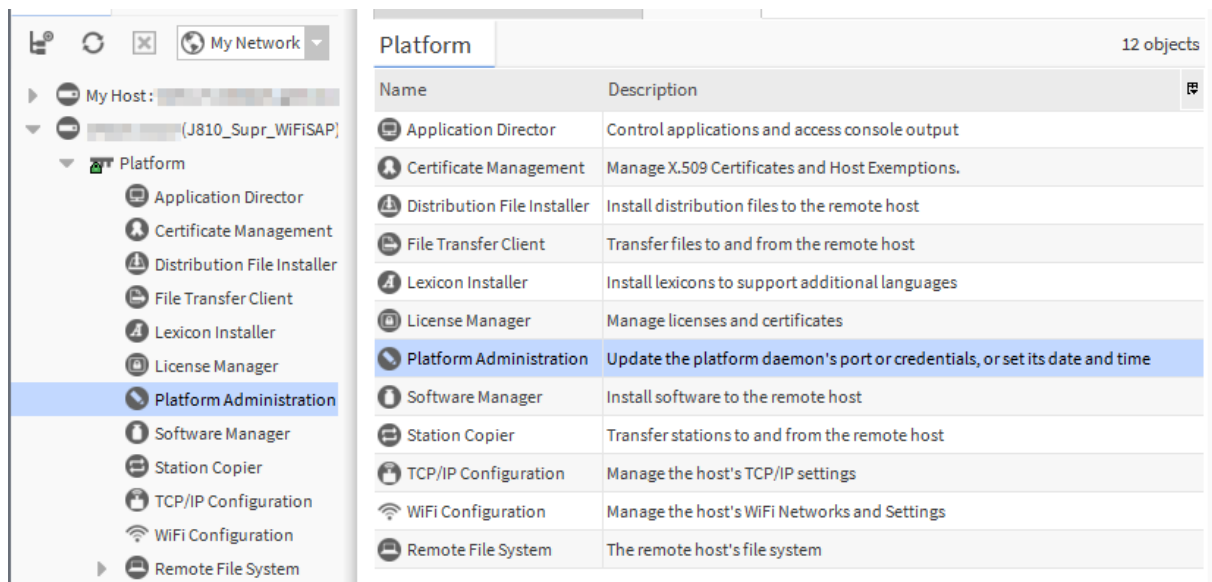 My Network
My Host :
(J810_Supr_WiFiSAP)
Platform
Application Director
Certificate Management
Distribution File Installer
File Transfer Client
Lexicon Installer
License Manager
Platform Administration
Software Manager
Station Copier
TCP/IP Configuration
WiFi Configuration
Remote File System
Platform
12 objects
Name Description
Application Director Control applications and access console output
Certificate Management Manage X.509 Certificates and Host Exemptions.
Distribution File Installer Install distribution files to the remote host
File Transfer Client Transfer files to and from the remote host
Lexicon Installer Install lexicons to support additional languages
License Manager Manage licenses and certificates
Platform Administration Update the platform daemon's port or credentials, or set its date and time
Software Manager Install software to the remote host
Station Copier Transfer stations to and from the remote host
TCP/IP Configuration Manage the host's TCP/IP settings
WiFi Configuration Manage the host's WiFi Networks and Settings
Remote File System The remote host's file system